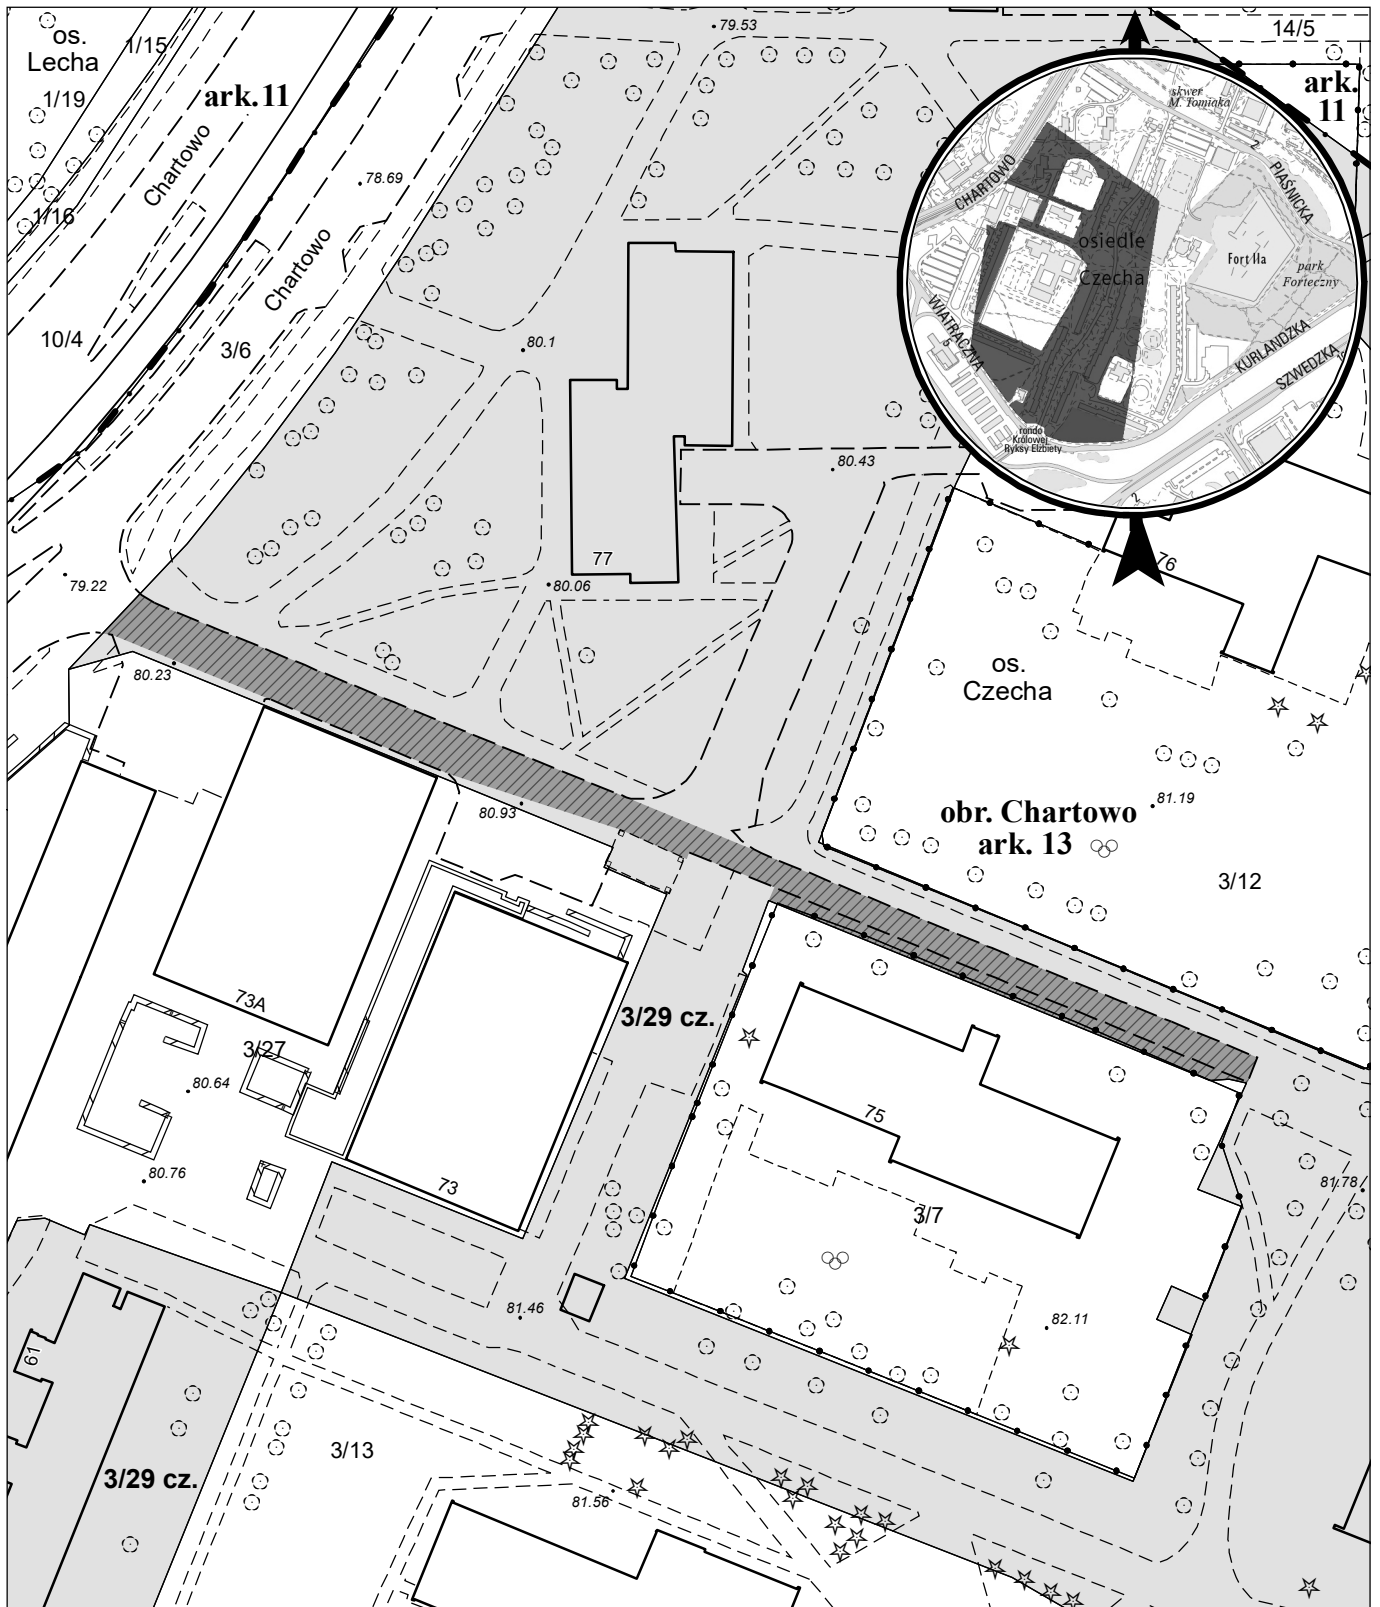 79.53
14/5
os.
Lecha
1/15
1/19
ark. 11
ark.
11
Chartowo
78.69
1/16
Chartowo
10/4
3/6
80.1
skwer
M. Tomiaka
2
PIAŚNICKA
CHARTOWO
osiedle
Czecha
Fort IIa
park
Forteczny
WIATRACZNA
5
KURLANDZKA
SZWEDZKA
rondo
Królowej
Ryksy Elżbiety
2
80.43
77
76
79.22
80.06
80.23
os.
Czecha
80.93
81.19
obr. Chartowo
ark. 13
3/12
73A
3/27
3/29 cz.
80.64
75
80.76
73
3/7
81.78
81.46
82.11
61
3/13
3/29 cz.
81.56